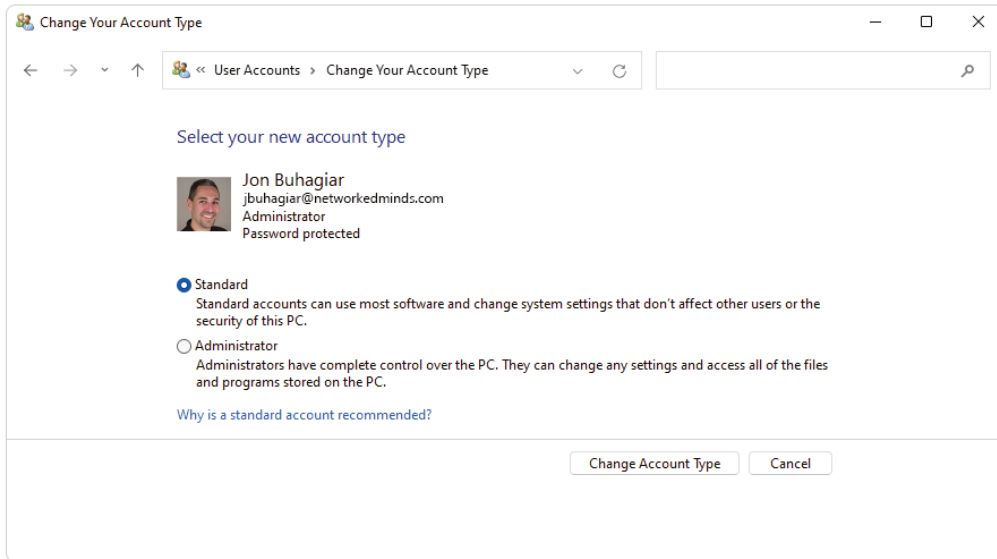 Change Your Account Type
« User Accounts › Change Your Account Type
Select your new account type
Jon Buhagiar
jbuhagiar@networkedminds.com
Administrator
Password protected
Standard
Standard accounts can use most software and change system settings that don't affect other users or the
security of this PC.
Administrator
Administrators have complete control over the PC. They can change any settings and access all of the files
and programs stored on the PC.
Why is a standard account recommended?
Change Account Type
Cancel